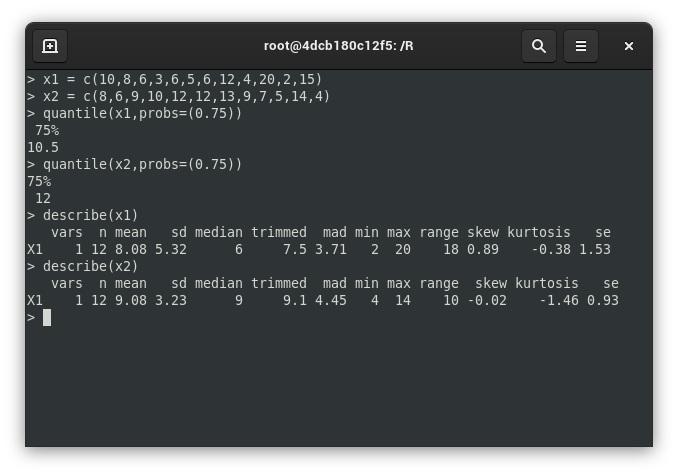 root@4dcb180c12f5: /R
> x1 = c(10,8,6,3,6,5,6,12,4,20,2,15)
> x2 = c(8,6,9,10,12,12,13,9,7,5,14,4)
> quantile(x1,probs=(0.75))
 75%
10.5
> quantile(x2,probs=(0.75))
75%
 12
> describe(x1)
   vars  n mean   sd median trimmed  mad min max range skew kurtosis   se
X1    1 12 8.08 5.32      6     7.5 3.71   2  20    18 0.89    -0.38 1.53
> describe(x2)
   vars  n mean   sd median trimmed  mad min max range  skew kurtosis   se
X1    1 12 9.08 3.23      9     9.1 4.45   4  14    10 -0.02    -1.46 0.93
>